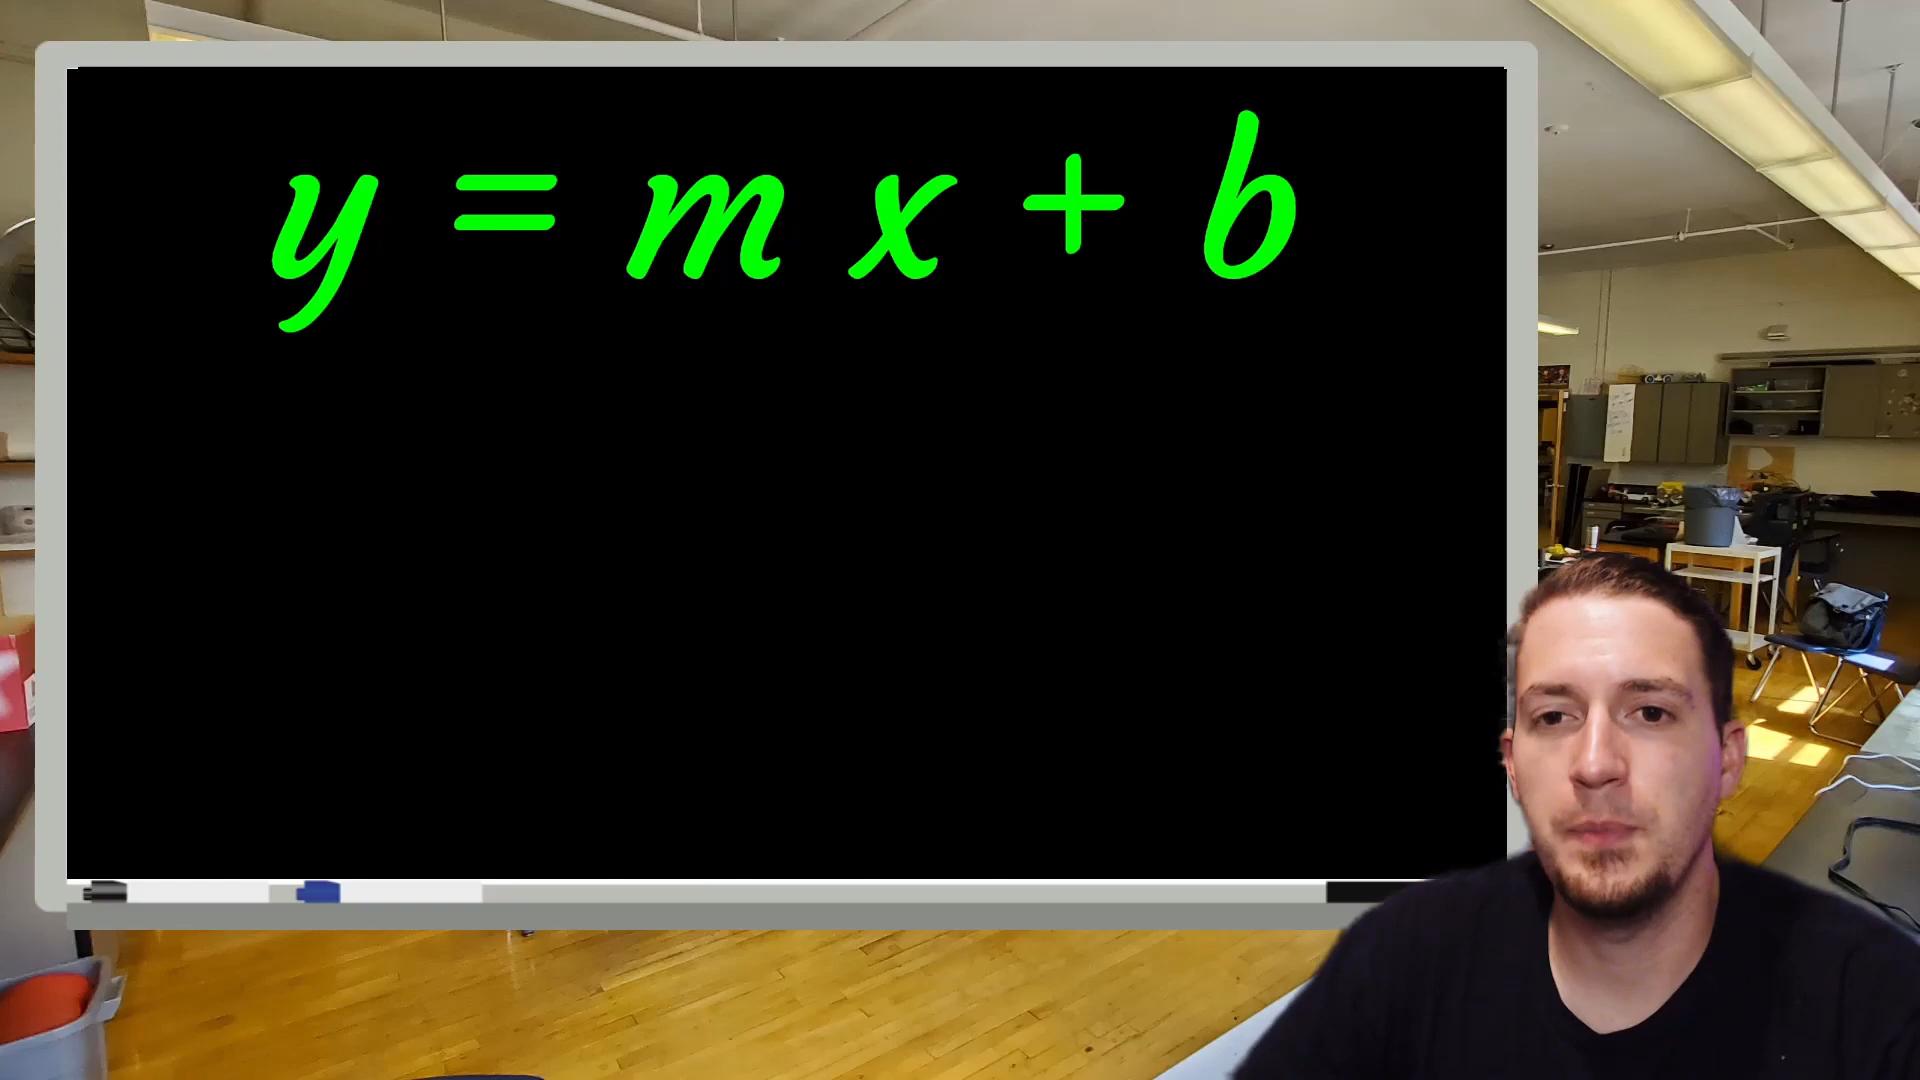 y = m x + b